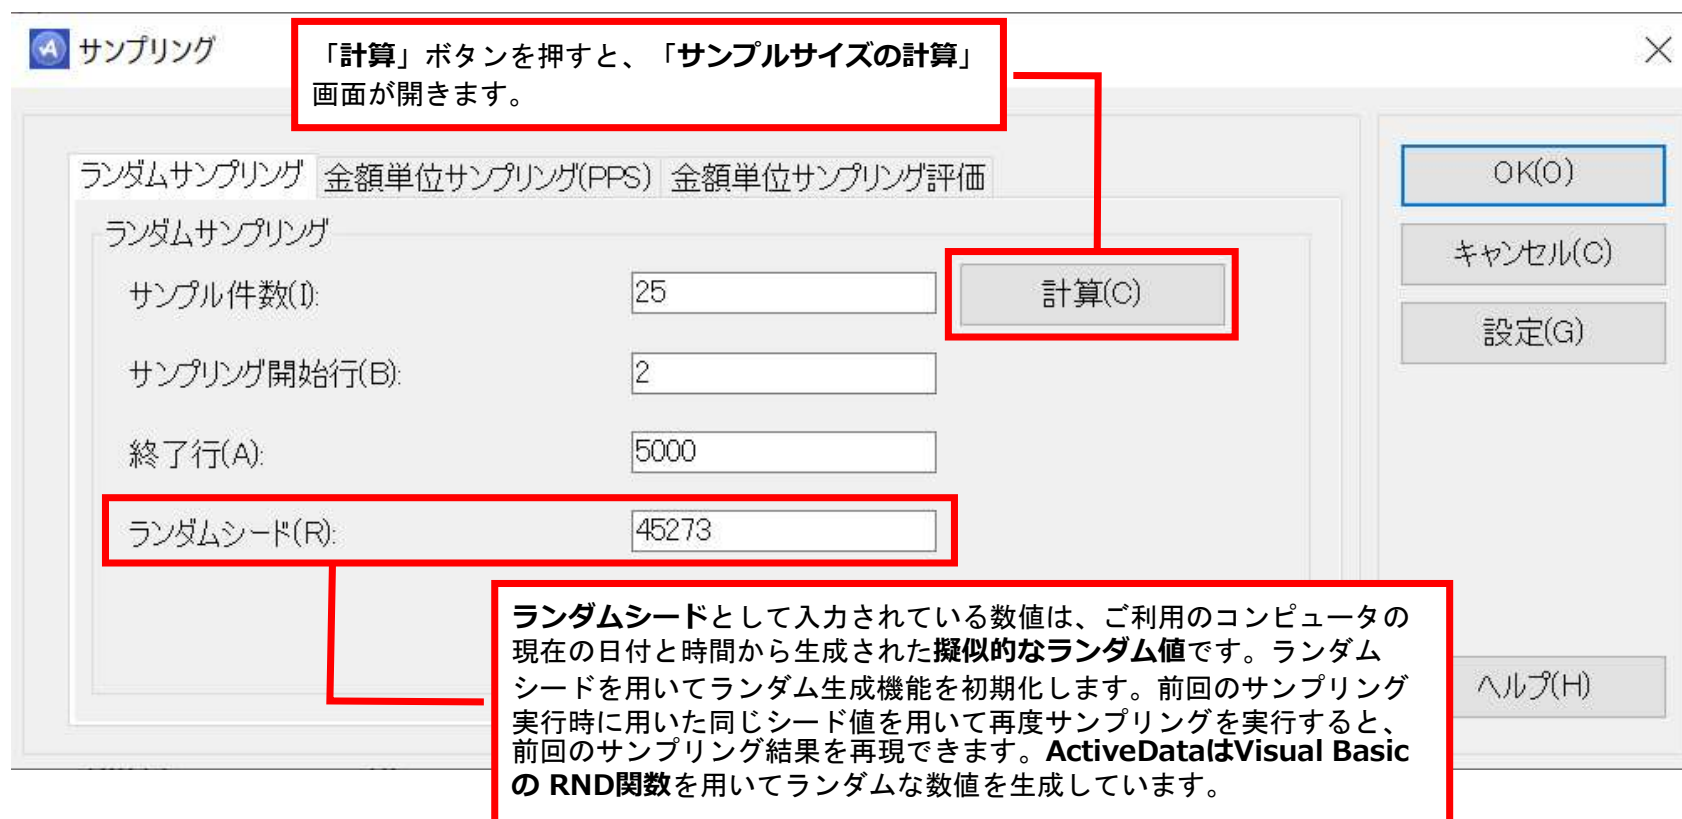 サンプリング
「計算」ボタンを押すと、「サンプルサイズの計算」
画面が開きます。
ランダムサンプリング 金額単位サンプリング(PPS) 金額単位サンプリング評価
ランダムサンプリング
サンプル件数(I): 25 計算(C)
サンプリング開始行(B): 2
終了行(A): 5000
ランダムシード(R): 45273
OK(O)
キャンセル(C)
設定(G)
ヘルプ(H)
ランダムシードとして入力されている数値は、ご利用のコンピュータの
現在の日付と時間から生成された擬似的なランダム値です。ランダム
シードを用いてランダム生成機能を初期化します。前回のサンプリング
実行時に用いた同じシード値を用いて再度サンプリングを実行すると、
前回のサンプリング結果を再現できます。ActiveDataはVisual Basic
の RND関数を用いてランダムな数値を生成しています。